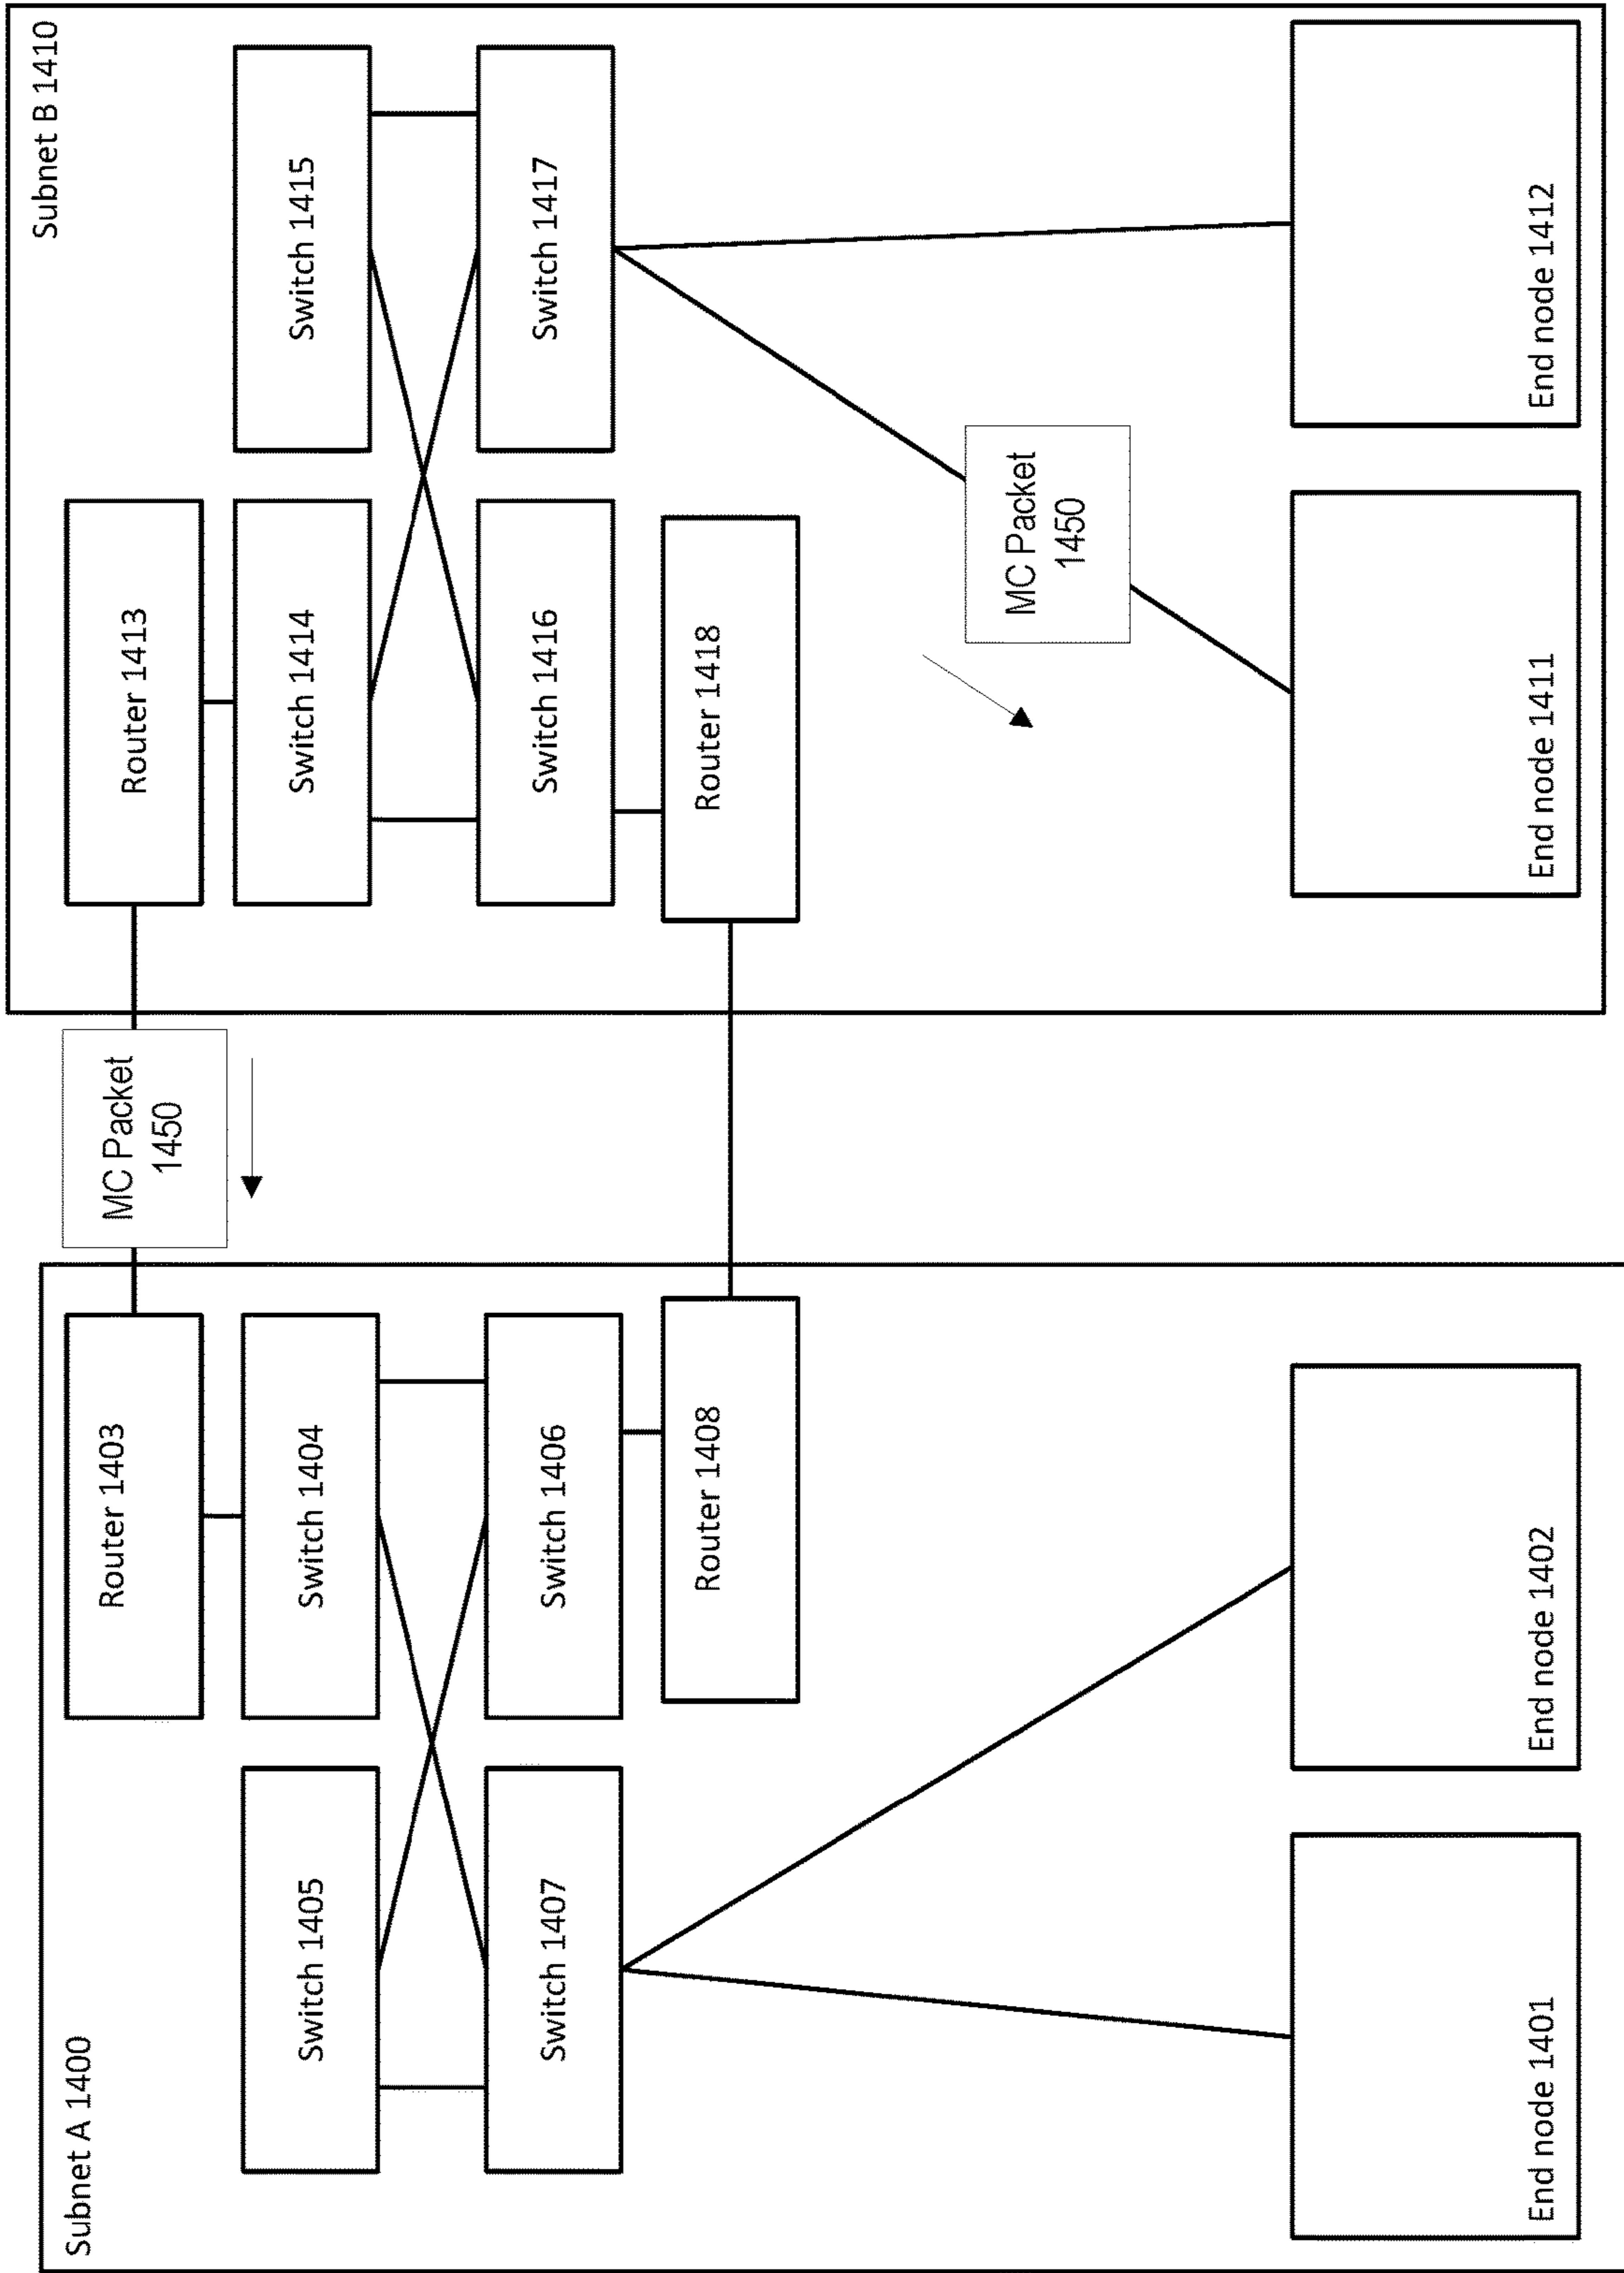 Subnet A 1400
Router 1403
Switch 1405
Switch 1404
Switch 1407
Switch 1406
Router 1408
End node 1401
End node 1402
MC Packet
1450
Subnet B 1410
Router 1413
Switch 1414
Switch 1415
Switch 1416
Switch 1417
Router 1418
MC Packet
1450
End node 1411
End node 1412